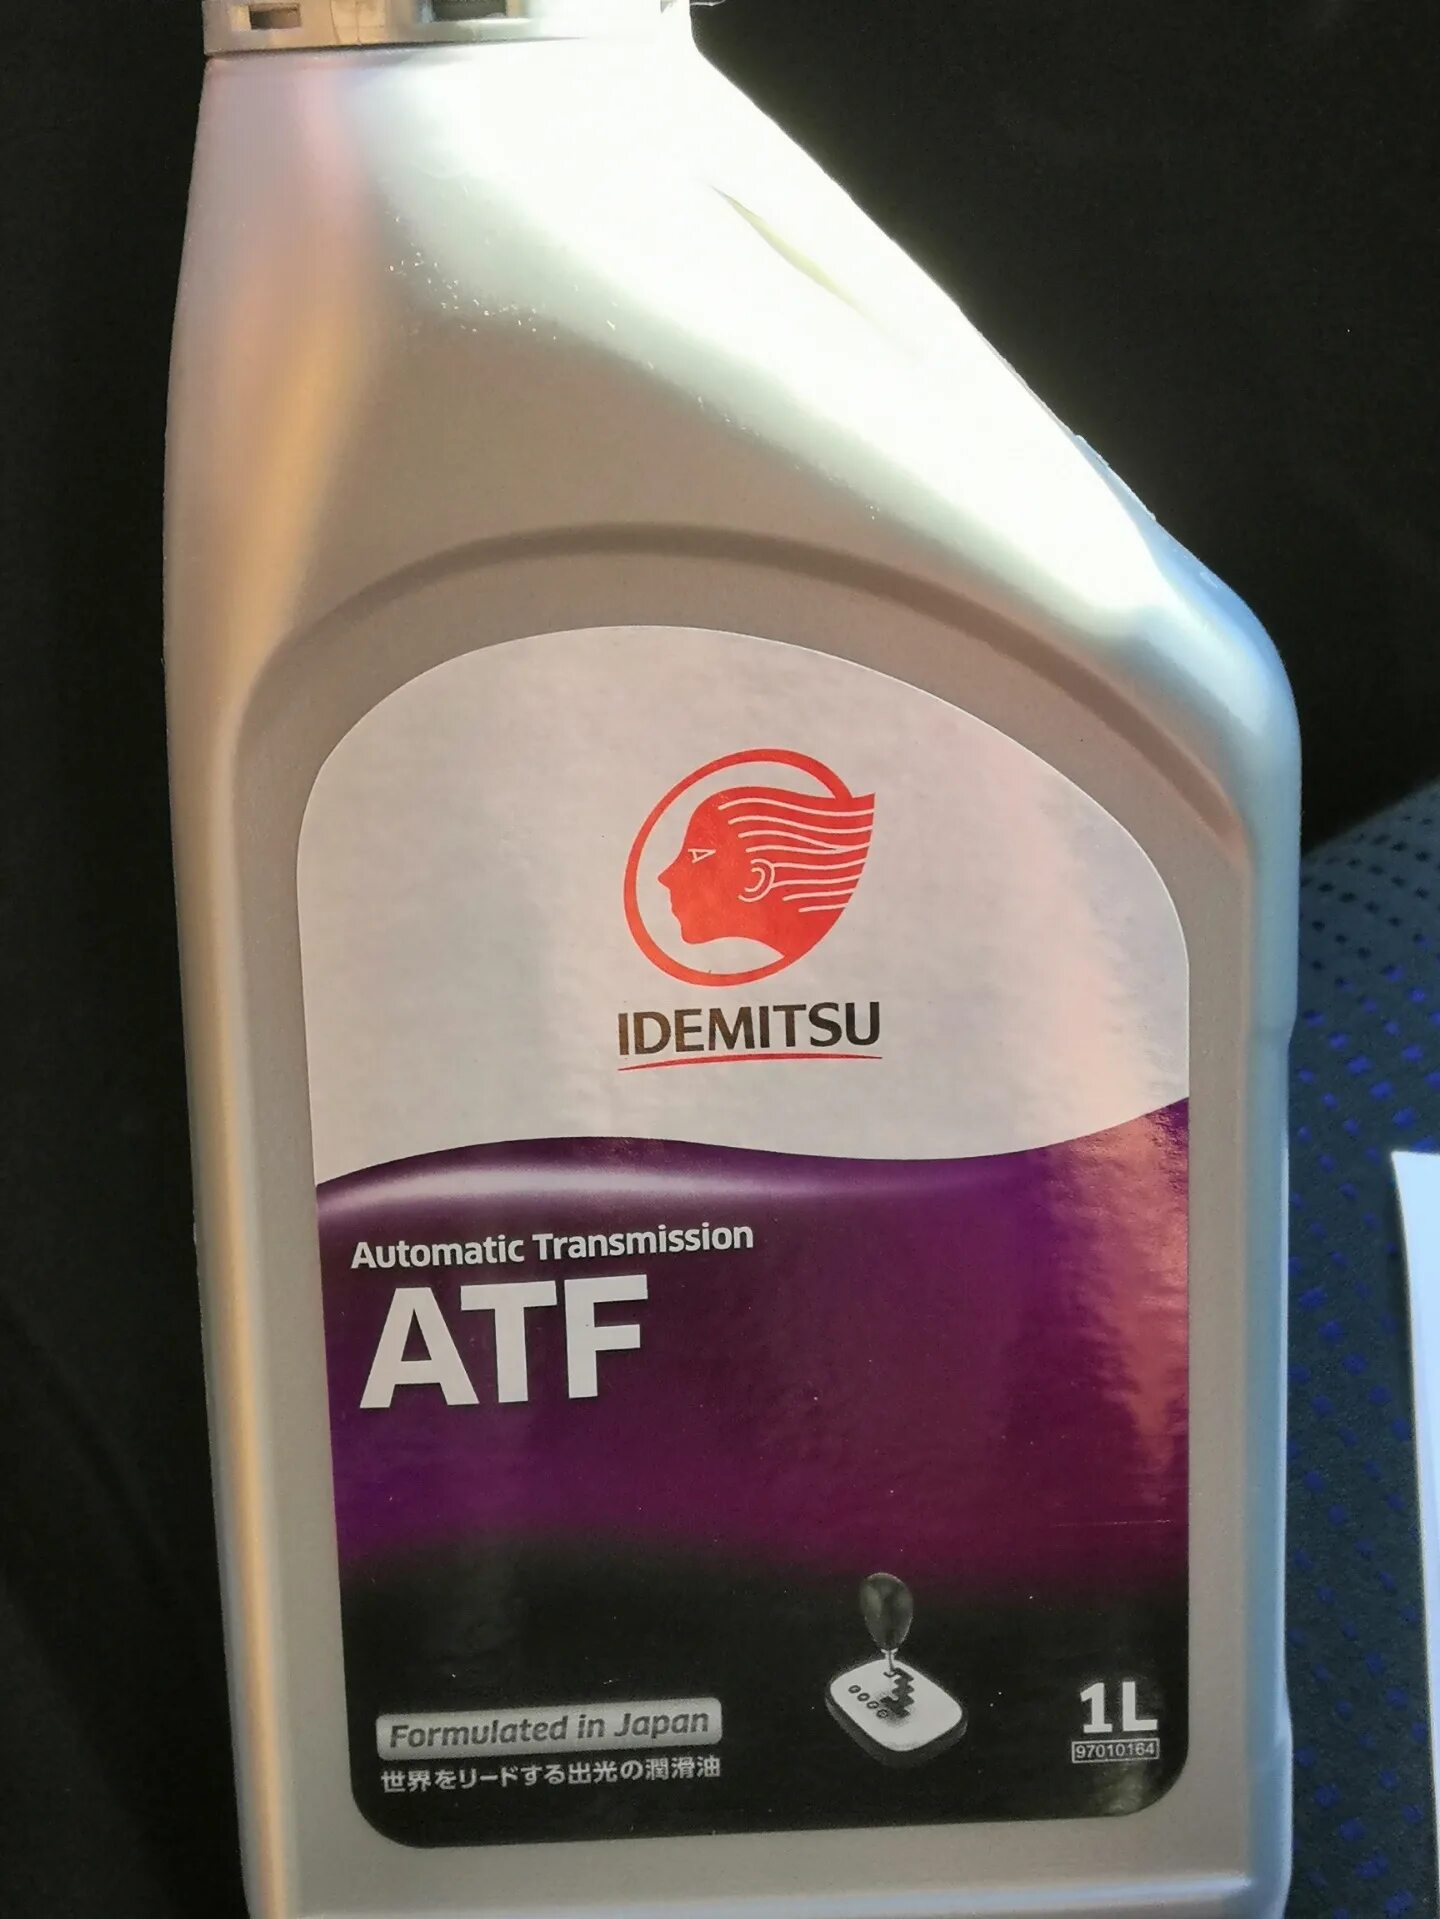 IDEMITSU
Automatic Transmission
ATF
Formulated in Japan
世界をリードする出光の潤滑油
1L
97010164